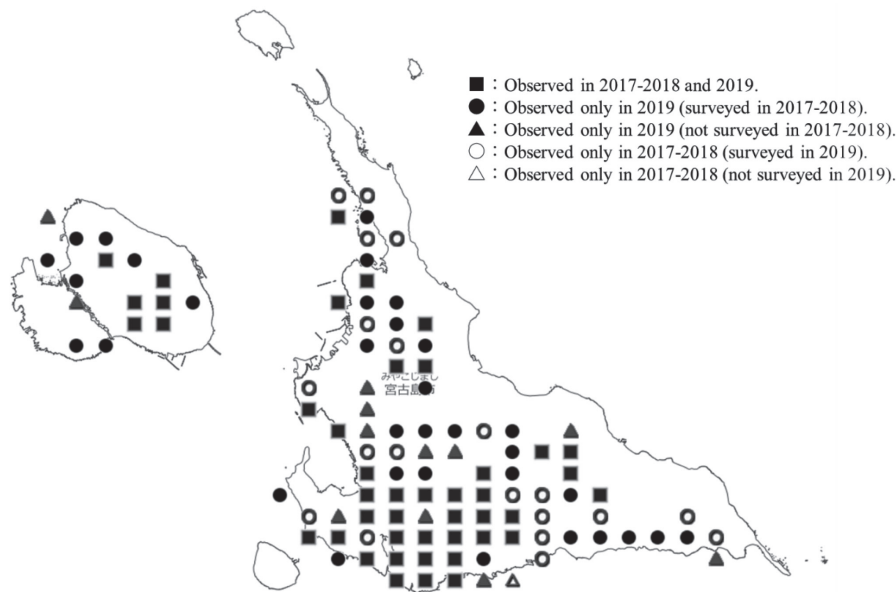 ■ : Observed in 2017-2018 and 2019.
● : Observed only in 2019 (surveyed in 2017-2018).
▲ : Observed only in 2019 (not surveyed in 2017-2018).
○ : Observed only in 2017-2018 (surveyed in 2019).
△ : Observed only in 2017-2018 (not surveyed in 2019).
みやこじまし
宮古島市